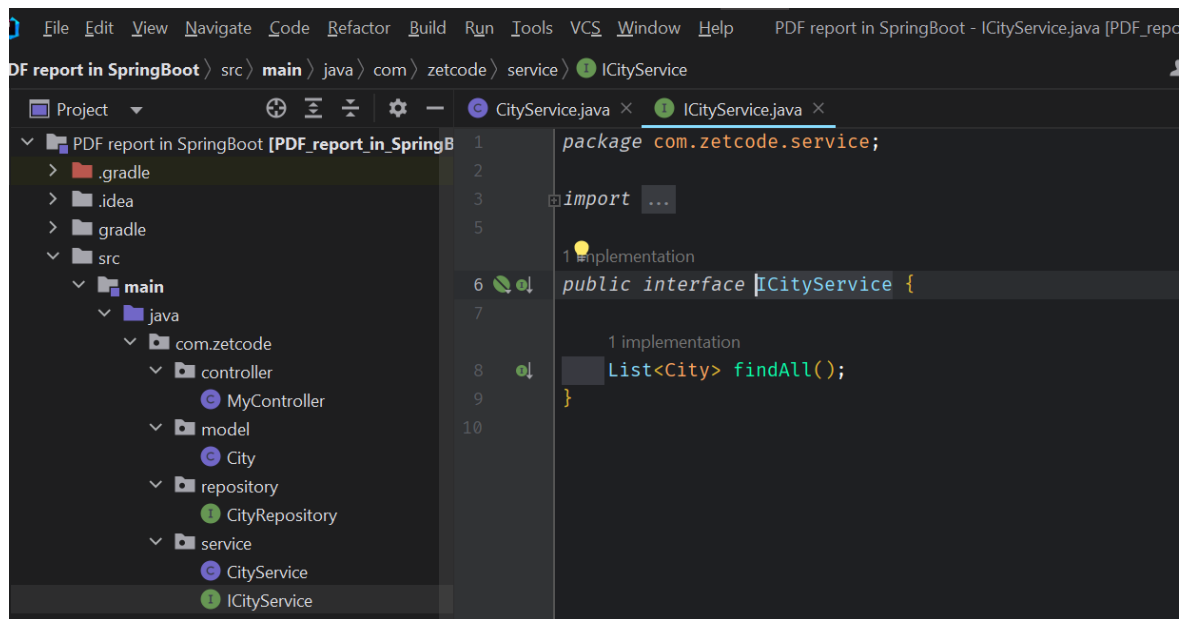 File Edit View Navigate Code Refactor Build Run Tools VCS Window Help PDF report in SpringBoot - ICityService.java [PDF_repo
DF report in SpringBoot 〉 src 〉 main 〉 java 〉 com 〉 zetcode 〉 service 〉 I ICityService
Project
C CityService.java × I ICityService.java ×
PDF report in SpringBoot [PDF_report_in_SpringB
.gradle
.idea
gradle
src
main
java
com.zetcode
controller
C MyController
model
C City
repository
I CityRepository
service
C CityService
I ICityService
1 package com.zetcode.service;
2
3 import ...
5
1 implementation
6 public interface ICityService {
7
1 implementation
8 List<City> findAll();
9 }
10